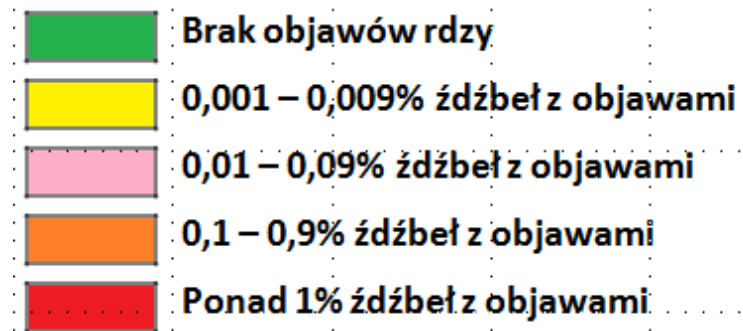 Brak objawów rdzy
0,001 – 0,009% źdźbeł z objawami
0,01 – 0,09% źdźbeł z objawami
0,1 – 0,9% źdźbeł z objawami
Ponad 1% źdźbeł z objawami